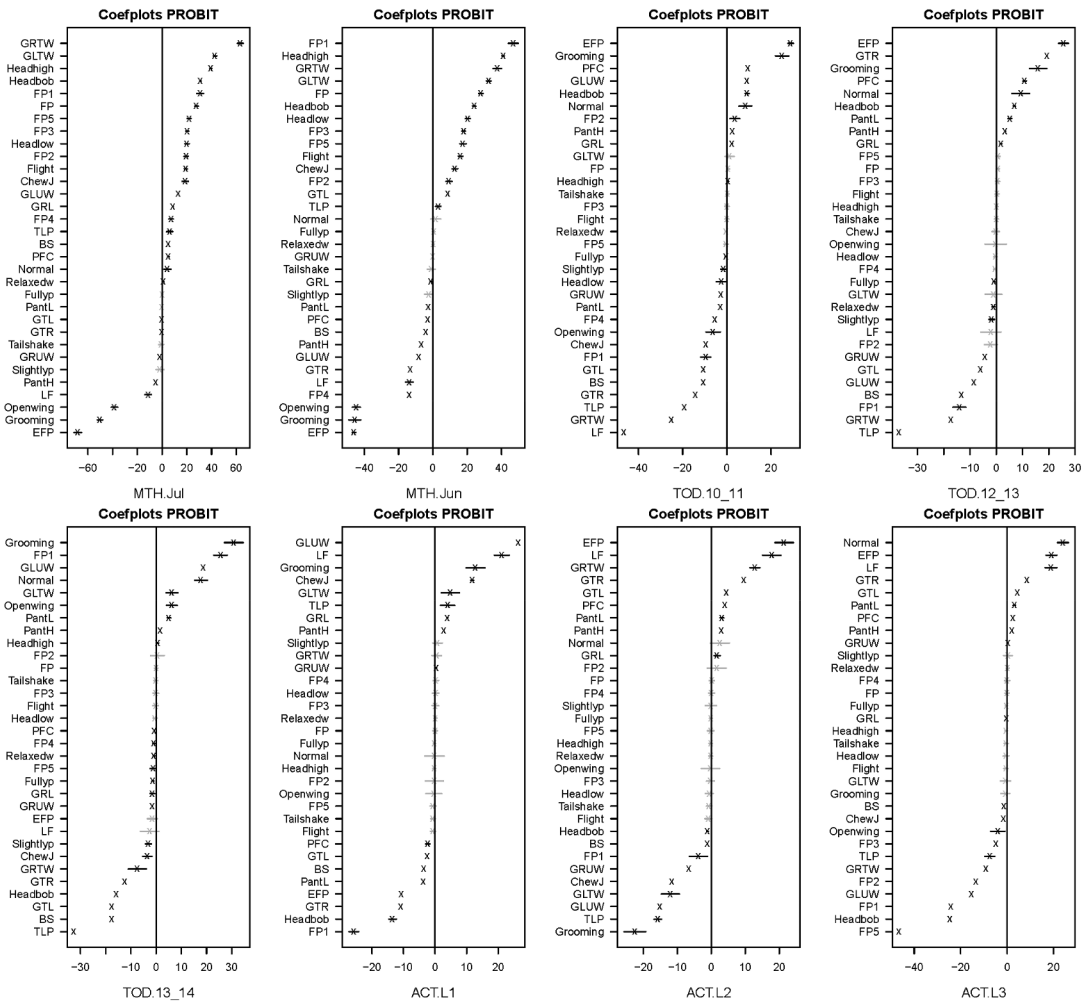 Coefplots PROBIT
GRTW
GLTW
Headhigh
Headbob
FP1
FP
FP5
FP3
Headlow
FP2
Flight
ChewJ
GLUW
GRL
FP4
TLP
BS
PFC
Normal
Relaxedw
Fullyp
PantL
GTL
GTR
Tailshake
GRUW
Slightlyp
PantH
LF
Openwing
Grooming
EFP
−60 −40 −20 0 20 40 60
MTH.Jul
Coefplots PROBIT
FP1
Headhigh
GRTW
GLTW
FP
Headbob
Headlow
FP3
FP5
Flight
ChewJ
FP2
GTL
TLP
Normal
Fullyp
Relaxedw
GRUW
Tailshake
GRL
Slightlyp
PantL
PFC
BS
PantH
GLUW
GTR
LF
FP4
Openwing
Grooming
EFP
−40 −20 0 20 40
MTH.Jun
Coefplots PROBIT
EFP
Grooming
PFC
GLUW
Headbob
Normal
FP2
PantH
GRL
GLTW
FP
Headhigh
Tailshake
FP3
Flight
Relaxedw
FP5
Fullyp
Slightlyp
Headlow
GRUW
PantL
FP4
Openwing
ChewJ
FP1
GTL
BS
GTR
TLP
GRTW
LF
−40 −20 0 20
TOD.10_11
Coefplots PROBIT
EFP
GTR
Grooming
PFC
Normal
Headbob
PantL
PantH
GRL
FP5
FP
FP3
Flight
Headhigh
Tailshake
ChewJ
Openwing
Headlow
FP4
Fullyp
GLTW
Relaxedw
Slightlyp
LF
FP2
GRUW
GTL
GLUW
BS
FP1
GRTW
TLP
−30 −20 −10 0 10 20 30
TOD.12_13
Coefplots PROBIT
Grooming
FP1
GLUW
Normal
GLTW
Openwing
PantL
PantH
Headhigh
FP2
FP
Tailshake
FP3
Flight
Headlow
PFC
FP4
Relaxedw
FP5
Fullyp
GRL
GRUW
EFP
LF
Slightlyp
ChewJ
GRTW
GTR
Headbob
GTL
BS
TLP
−30 −20 −10 0 10 20 30
TOD.13_14
Coefplots PROBIT
GLUW
LF
Grooming
ChewJ
GLTW
TLP
GRL
PantH
Slightlyp
GRTW
GRUW
FP4
Headlow
FP3
Relaxedw
FP
Fullyp
Normal
Headhigh
FP2
Openwing
FP5
Tailshake
Flight
PFC
GTL
BS
PantL
EFP
GTR
Headbob
FP1
−20 −10 0 10 20
ACT.L1
Coefplots PROBIT
EFP
LF
GRTW
GTR
GTL
PFC
PantL
PantH
Normal
GRL
FP2
FP
FP4
Slightlyp
Fullyp
FP5
Headhigh
Relaxedw
Openwing
FP3
Headlow
Tailshake
Flight
Headbob
BS
FP1
GRUW
ChewJ
GLTW
GLUW
TLP
Grooming
−20 −10 0 10 20
ACT.L2
Coefplots PROBIT
Normal
EFP
LF
GTR
GTL
PantL
PFC
PantH
GRUW
Slightlyp
Relaxedw
FP4
FP
Fullyp
GRL
Headhigh
Tailshake
Headlow
Flight
GLTW
Grooming
BS
ChewJ
Openwing
FP3
TLP
GRTW
FP2
GLUW
FP1
Headbob
FP5
−40 −20 0 20
ACT.L3